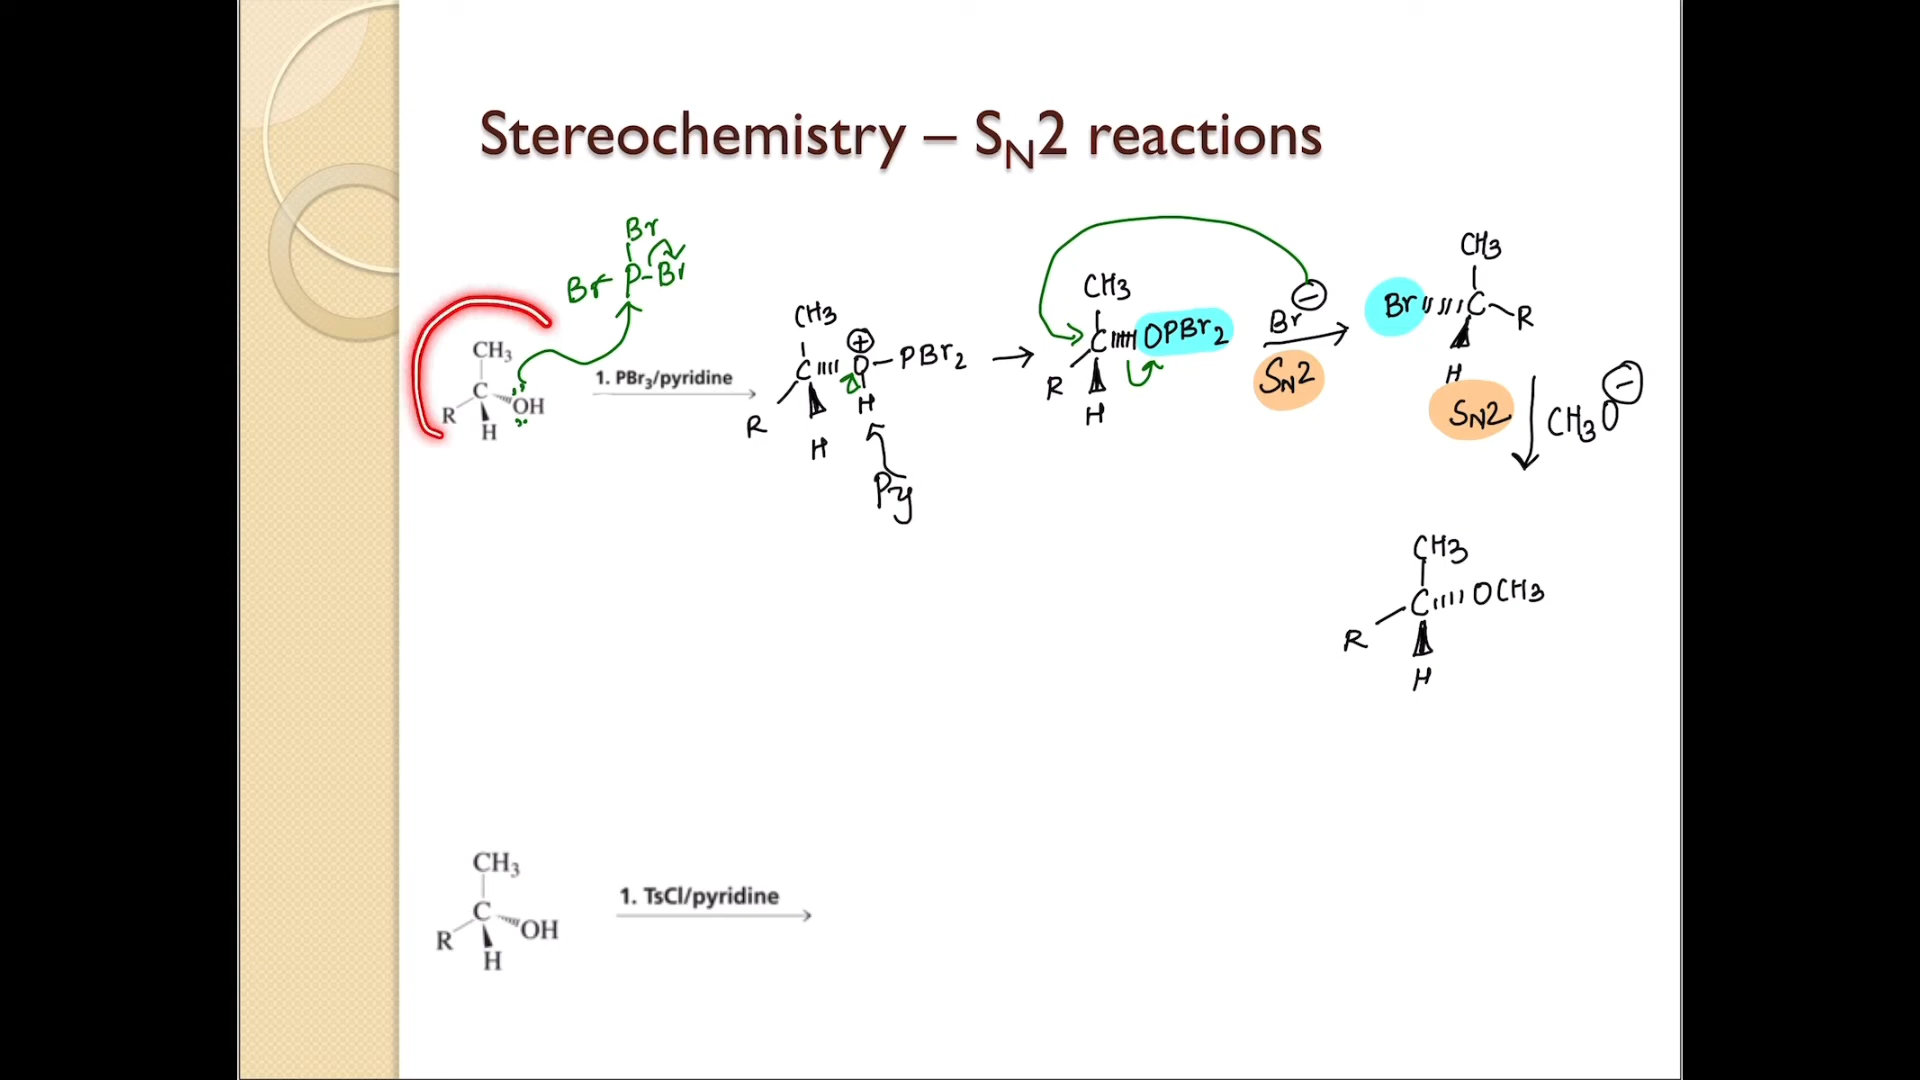 Stereochemistry – SN2 reactions
Br
Br P-Br
CH3
C
R
OH
H
1. PBr3/pyridine
CH3
C
O
⊕
PBr2
R
H
H
Py
CH3
C
OPBr2
R
H
Br⊖
SN2
CH3
Br
C
R
H
SN2
CH3O⊖
CH3
C
OCH3
R
H
CH3
C
R
OH
H
1. TsCl/pyridine